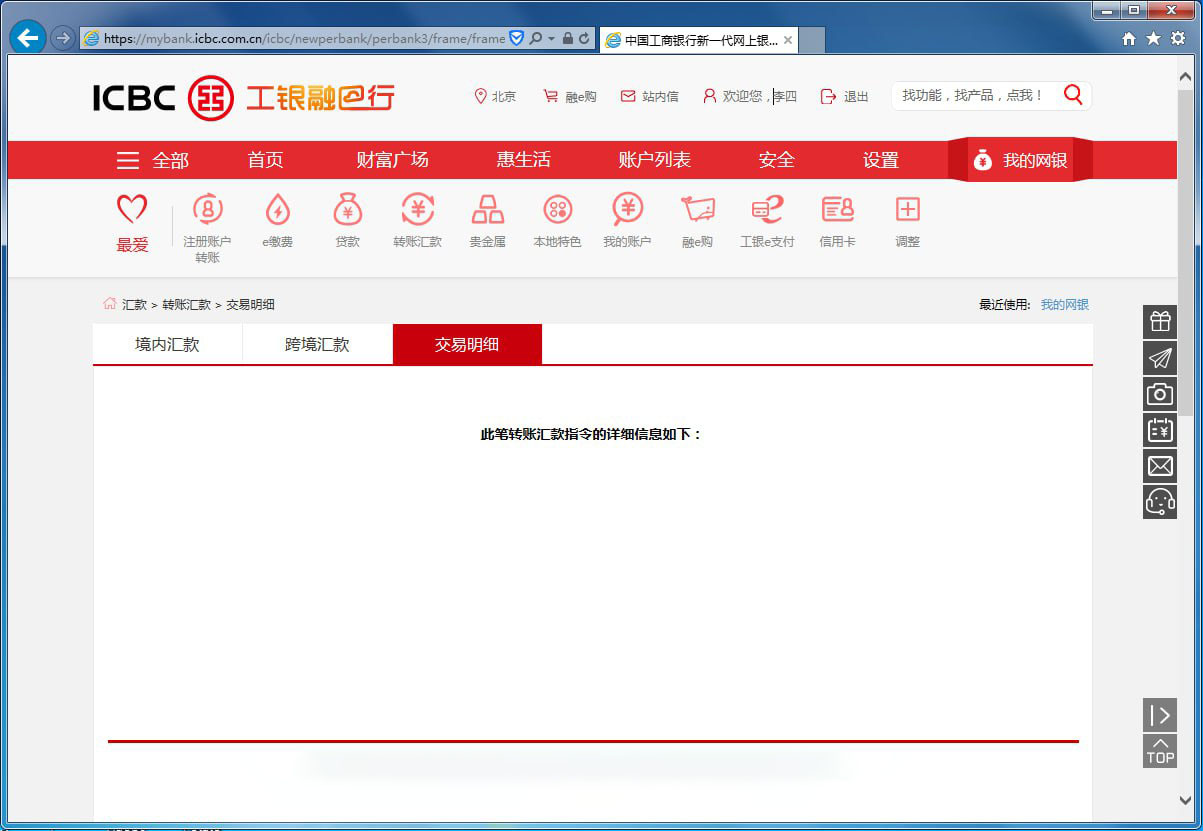 https://mybank.icbc.com.cn/icbc/newperbank/perbank3/frame/frame
中国工商银行新一代网上银...
ICBC 工银融e行
北京 融e购 站内信 欢迎您，李四 退出 找功能，找产品，点我！
全部 首页 财富广场 惠生活 账户列表 安全 设置 我的网银
最爱 注册账户 e缴费 贷款 转账汇款 贵金属 本地特色 我的账户 融e购 工银e支付 信用卡 调整
转账
汇款 > 转账汇款 > 交易明细 最近使用: 我的网银
境内汇款 跨境汇款 交易明细
此笔转账汇款指令的详细信息如下：
TOP